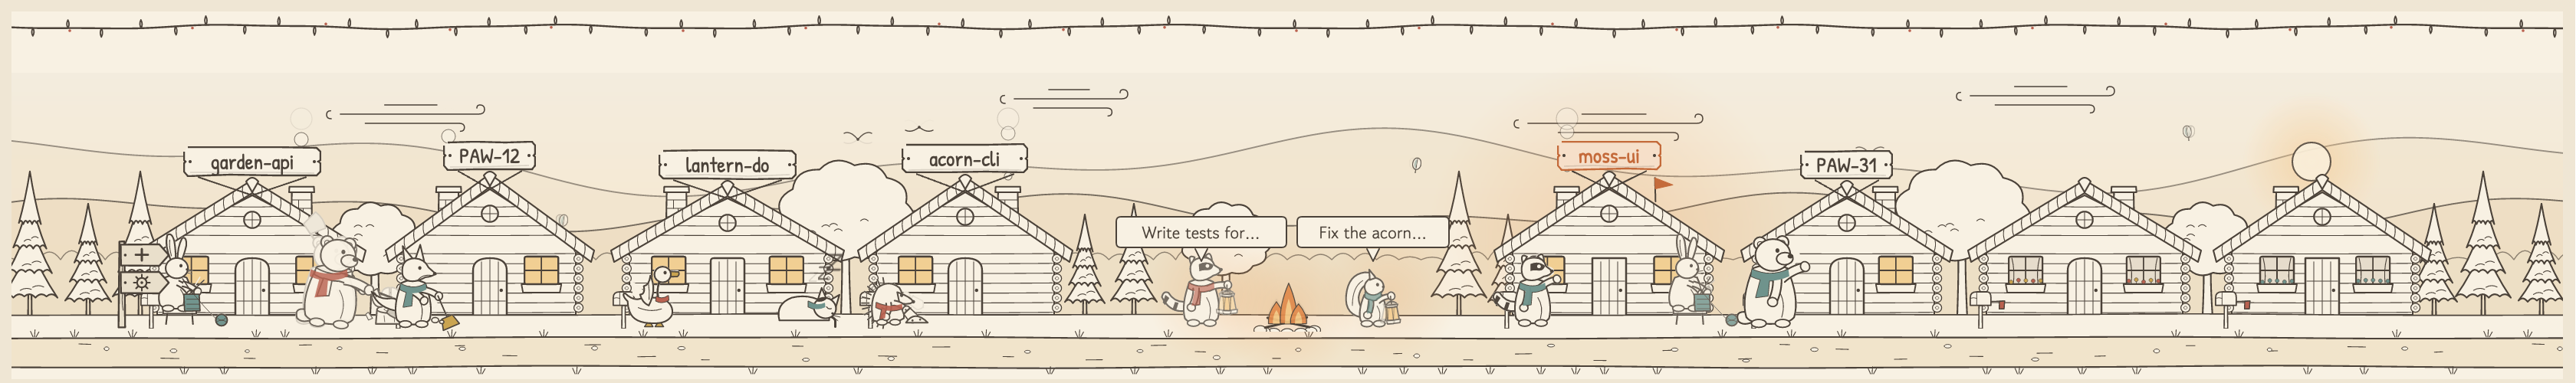 garden-api
PAW-12
lantern-do
acorn-cli
Write tests for...
Fix the acorn...
moss-ui
PAW-31